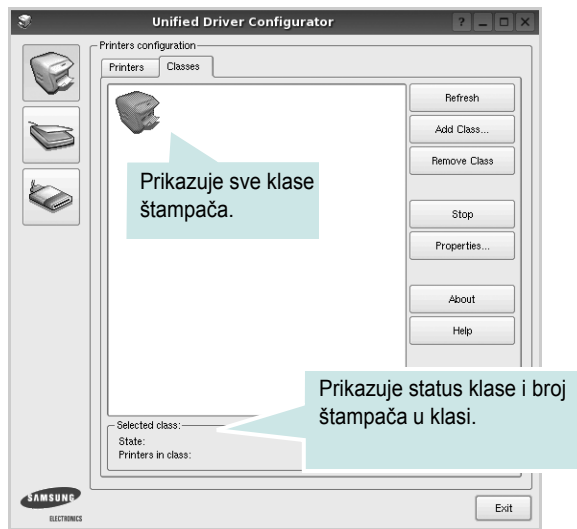 Unified Driver Configurator
Printers configuration
Printers
Classes
Refresh
Add Class...
Remove Class
Prikazuje sve klase
štampača.
Stop
Properties...
About
Help
Prikazuje status klase i broj
štampača u klasi.
Selected class:
State:
Printers in class:
SAMSUNG
ELECTRONICS
Exit